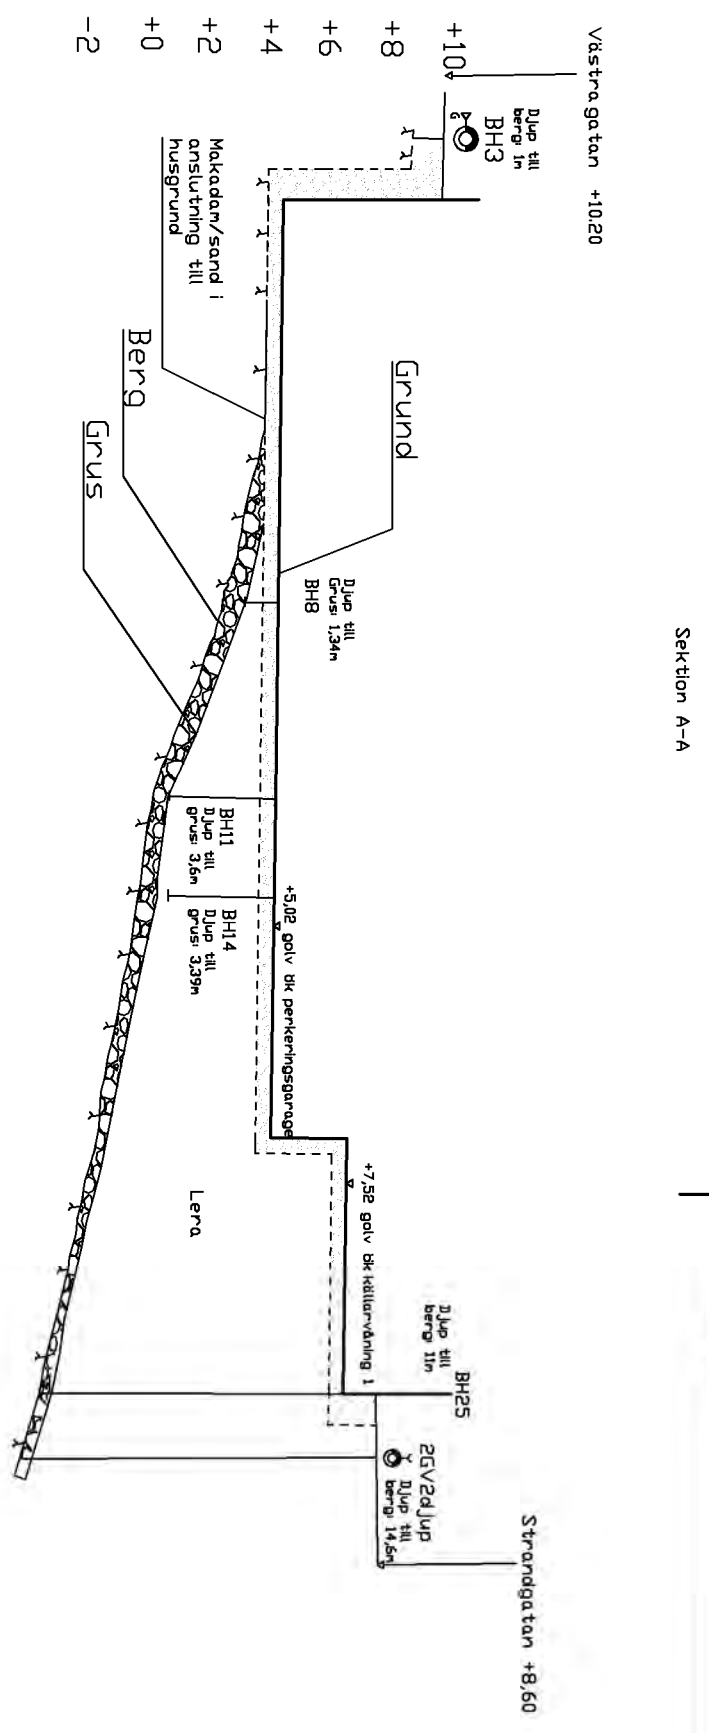 Sektion A-A
Västra gatan +10.20
Strandgatan +8,60
+10
+8
+6
+4
+2
+0
-2
Djup till
berg: 1m
BH3
G
Makadam/sand i
anslutning till
husgrund
Berg
Grus
Grund
Djup till
Grus: 1,34m
BH8
BH11
Djup till
grus: 3,6m
BH14
Djup till
grus: 3,39m
+5,02 golv bk perkeringsgarage
Lera
+7,52 golv bk källarvåning 1
Djup till
berg: 11m
BH25
2GV2djup
Djup till
berg: 14,6m